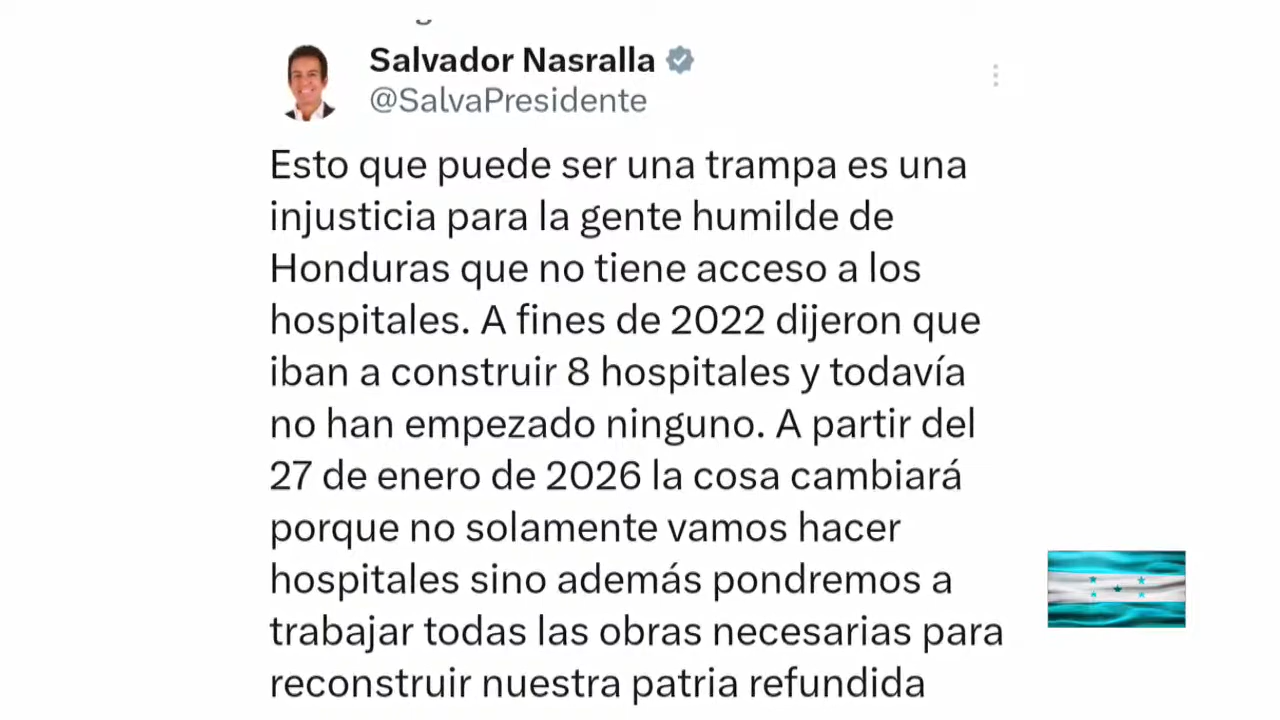 Salvador Nasralla
@SalvaPresidente
Esto que puede ser una trampa es una
injusticia para la gente humilde de
Honduras que no tiene acceso a los
hospitales. A fines de 2022 dijeron que
iban a construir 8 hospitales y todavía
no han empezado ninguno. A partir del
27 de enero de 2026 la cosa cambiará
porque no solamente vamos hacer
hospitales sino además pondremos a
trabajar todas las obras necesarias para
reconstruir nuestra patria refundida